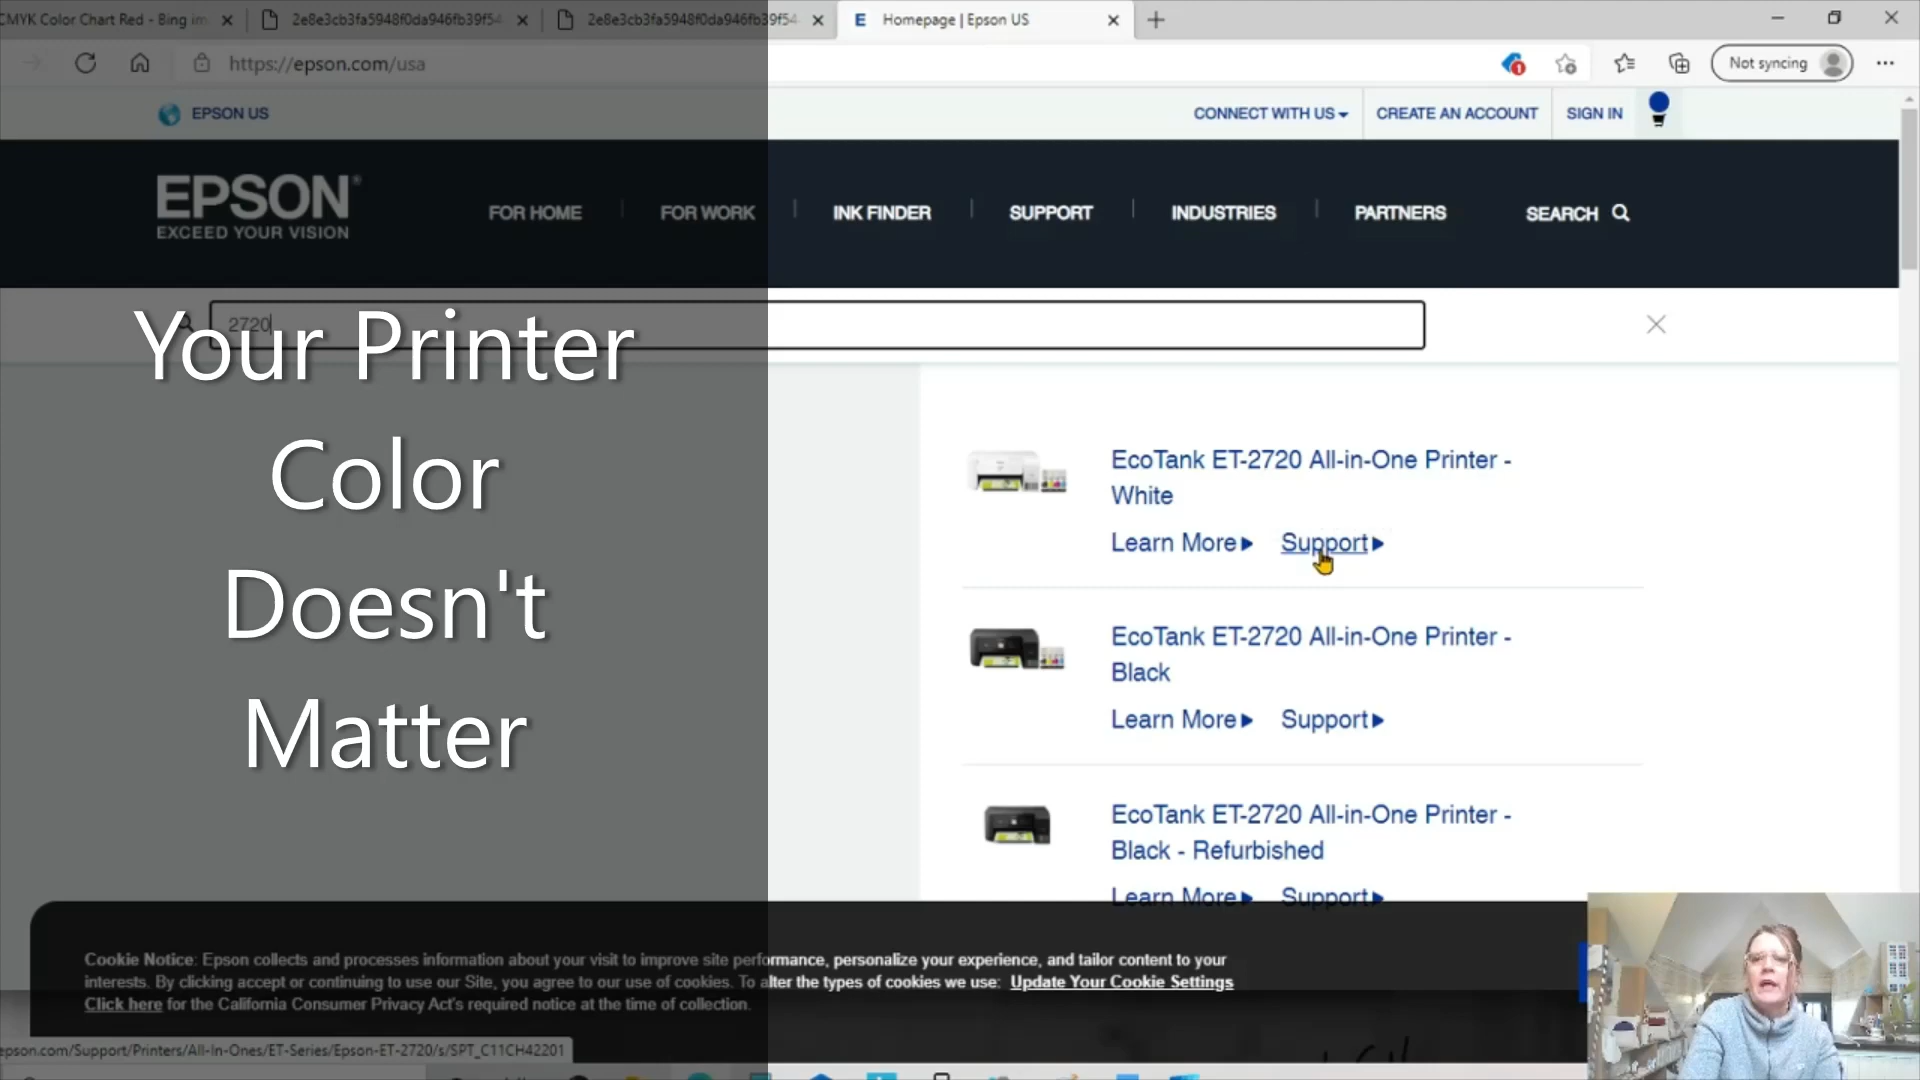 CMYK Color Chart Red - Bing im
2e8e3cb3fa5948f0da946fb39f54
2e8e3cb3fa5948f0da946fb39f54
E Homepage | Epson US
https://epson.com/usa
1
Not syncing
EPSON US
CONNECT WITH US
CREATE AN ACCOUNT
SIGN IN
EPSON®
EXCEED YOUR VISION
FOR HOME
FOR WORK
INK FINDER
SUPPORT
INDUSTRIES
PARTNERS
SEARCH
2720
Your Printer
Color
Doesn't
Matter
EcoTank ET-2720 All-in-One Printer -
White
Learn More
Support
EcoTank ET-2720 All-in-One Printer -
Black
Learn More
Support
EcoTank ET-2720 All-in-One Printer -
Black - Refurbished
Learn More
Support
Cookie Notice: Epson collects and processes information about your visit to improve site performance, personalize your experience, and tailor content to your
interests. By clicking accept or continuing to use our Site, you agree to our use of cookies. To alter the types of cookies we use: Update Your Cookie Settings
Click here for the California Consumer Privacy Act's required notice at the time of collection.
epson.com/Support/Printers/All-In-Ones/ET-Series/Epson-ET-2720/s/SPT_C11CH42201